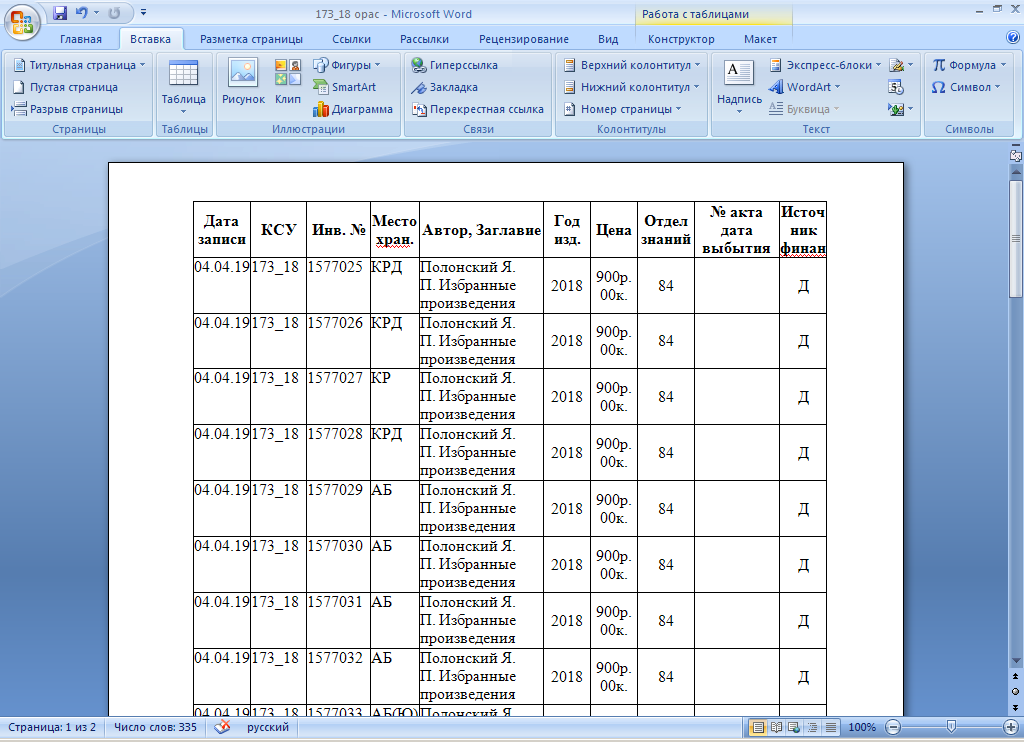 173_18 opac - Microsoft Word
Работа с таблицами
Главная Вставка Разметка страницы Ссылки Рассылки Рецензирование Вид Конструктор Макет
Титульная страница
Пустая страница
Разрыв страницы
Страницы
Таблица
Таблицы
Рисунок
Клип
Фигуры
SmartArt
Диаграмма
Иллюстрации
Гиперссылка
Закладка
Перекрестная ссылка
Связи
Верхний колонтитул
Нижний колонтитул
Номер страницы
Колонтитулы
Надпись
Экспресс-блоки
WordArt
Буквица
Текст
π Формула
Ω Символ
Символы
Дата записи КСУ Инв. № Место хран. Автор, Заглавие Год изд. Цена Отдел знаний № акта дата выбытия Источ ник финан
04.04.19 173_18 1577025 КРД Полонский Я. П. Избранные произведения 2018 900р. 00к. 84 Д
04.04.19 173_18 1577026 КРД Полонский Я. П. Избранные произведения 2018 900р. 00к. 84 Д
04.04.19 173_18 1577027 КР Полонский Я. П. Избранные произведения 2018 900р. 00к. 84 Д
04.04.19 173_18 1577028 КРД Полонский Я. П. Избранные произведения 2018 900р. 00к. 84 Д
04.04.19 173_18 1577029 АБ Полонский Я. П. Избранные произведения 2018 900р. 00к. 84 Д
04.04.19 173_18 1577030 АБ Полонский Я. П. Избранные произведения 2018 900р. 00к. 84 Д
04.04.19 173_18 1577031 АБ Полонский Я. П. Избранные произведения 2018 900р. 00к. 84 Д
04.04.19 173_18 1577032 АБ Полонский Я. П. Избранные произведения 2018 900р. 00к. 84 Д
04.04.19 173_18 1577033 АБ(Ю) Полонский Я.
Страница: 1 из 2 Число слов: 335 русский 100%